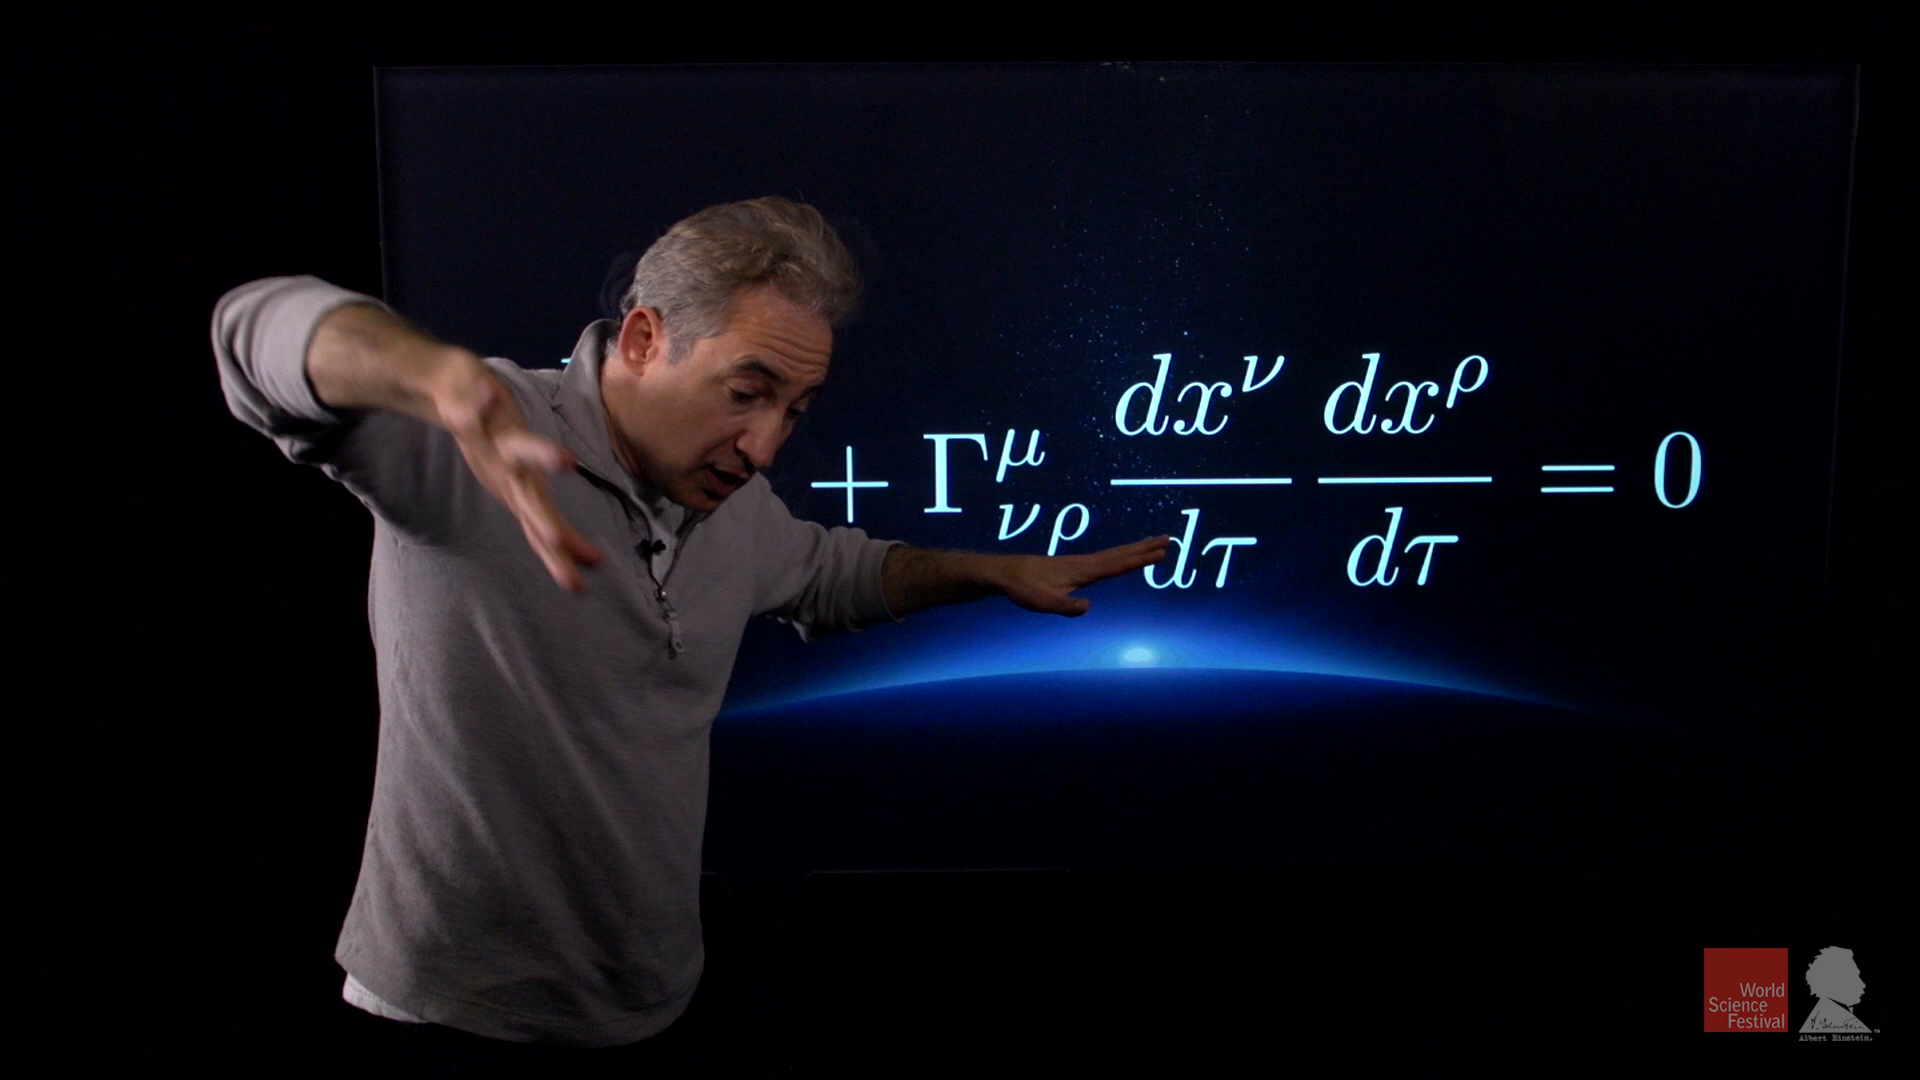 + Γ^μ_νρ dx^ν/dτ dx^ρ/dτ = 0
World
Science
Festival
Albert Einstein.